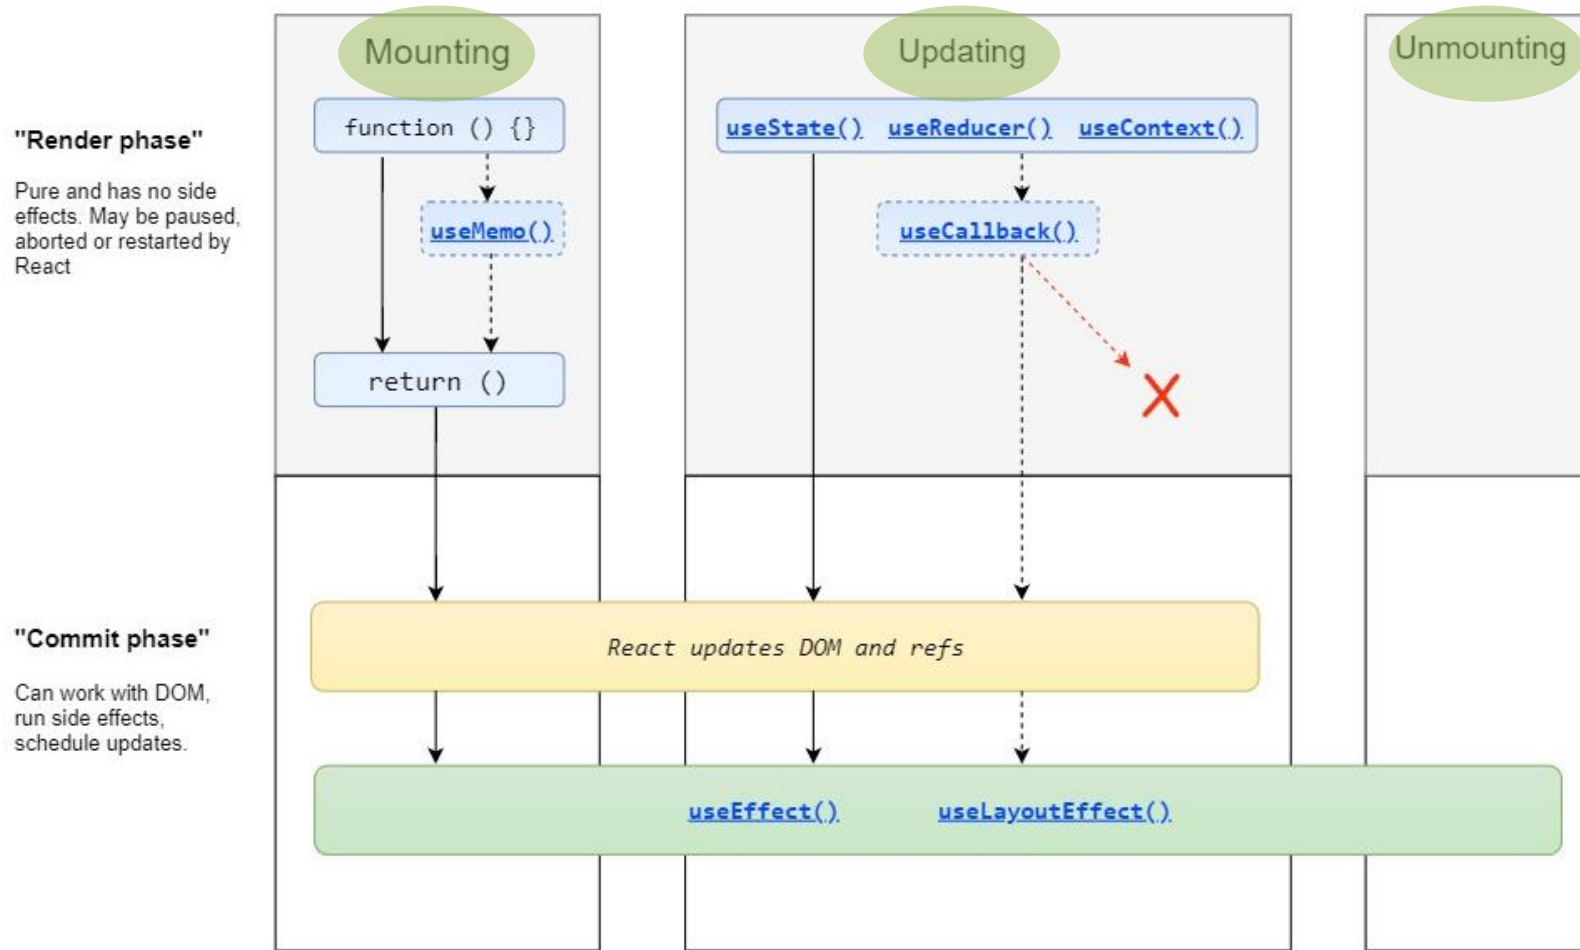 Mounting
Updating
Unmounting
"Render phase"
Pure and has no side
effects. May be paused,
aborted or restarted by
React
function () {}
useMemo()
return ()
useState() useReducer() useContext()
useCallback()
"Commit phase"
Can work with DOM,
run side effects,
schedule updates.
React updates DOM and refs
useEffect() useLayoutEffect()